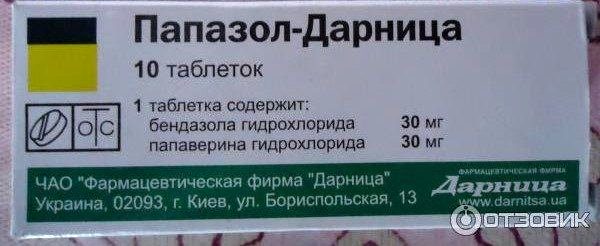 Папазол-Дарница
10 таблеток
1 таблетка содержит:
бендазола гидрохлорида 30 мг
папаверина гидрохлорида 30 мг
OTC
ЧАО "Фармацевтическая фирма "Дарница"
Украина, 02093, г. Киев, ул. Бориспольская, 13
ФАРМАЦЕВТИЧЕСКАЯ ФИРМА
Дарница
www.darnitsa.ua
ОТЗОВИК